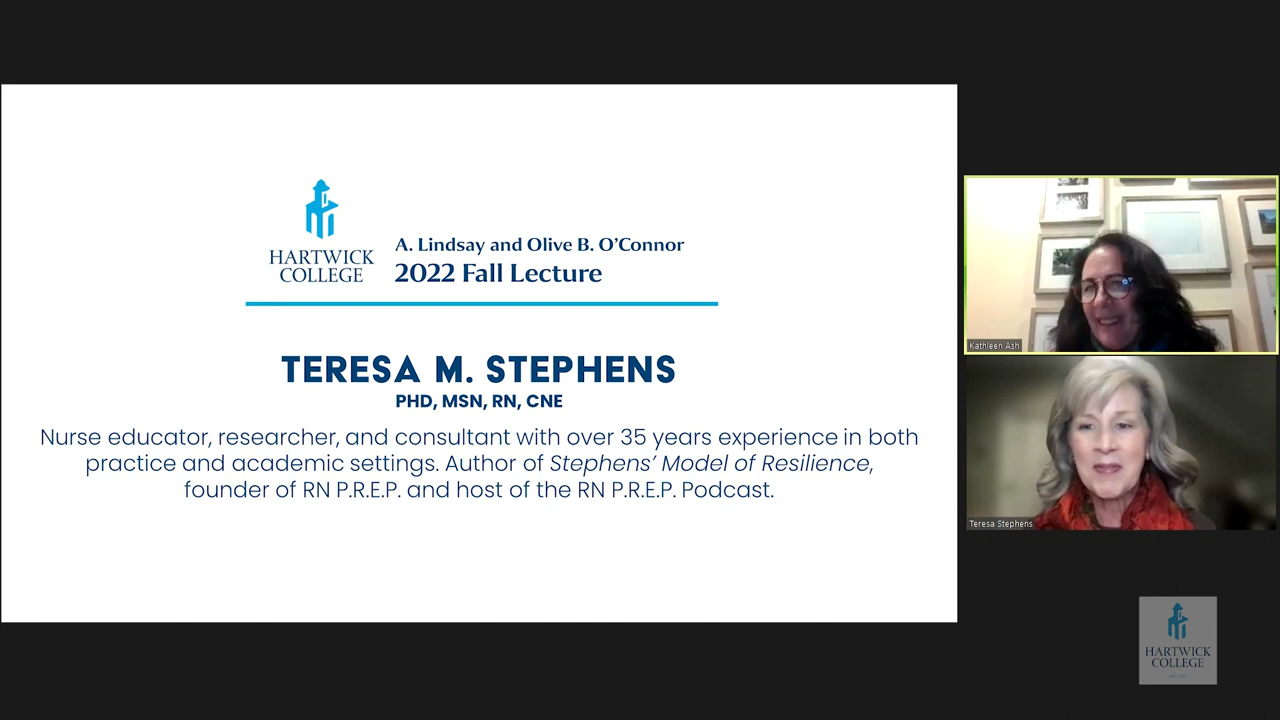 HARTWICK
COLLEGE
A. Lindsay and Olive B. O'Connor
2022 Fall Lecture
TERESA M. STEPHENS
PHD, MSN, RN, CNE
Nurse educator, researcher, and consultant with over 35 years experience in both
practice and academic settings. Author of Stephens' Model of Resilience,
founder of RN P.R.E.P. and host of the RN P.R.E.P. Podcast.
Kathleen Ash
Teresa Stephens
HARTWICK
COLLEGE